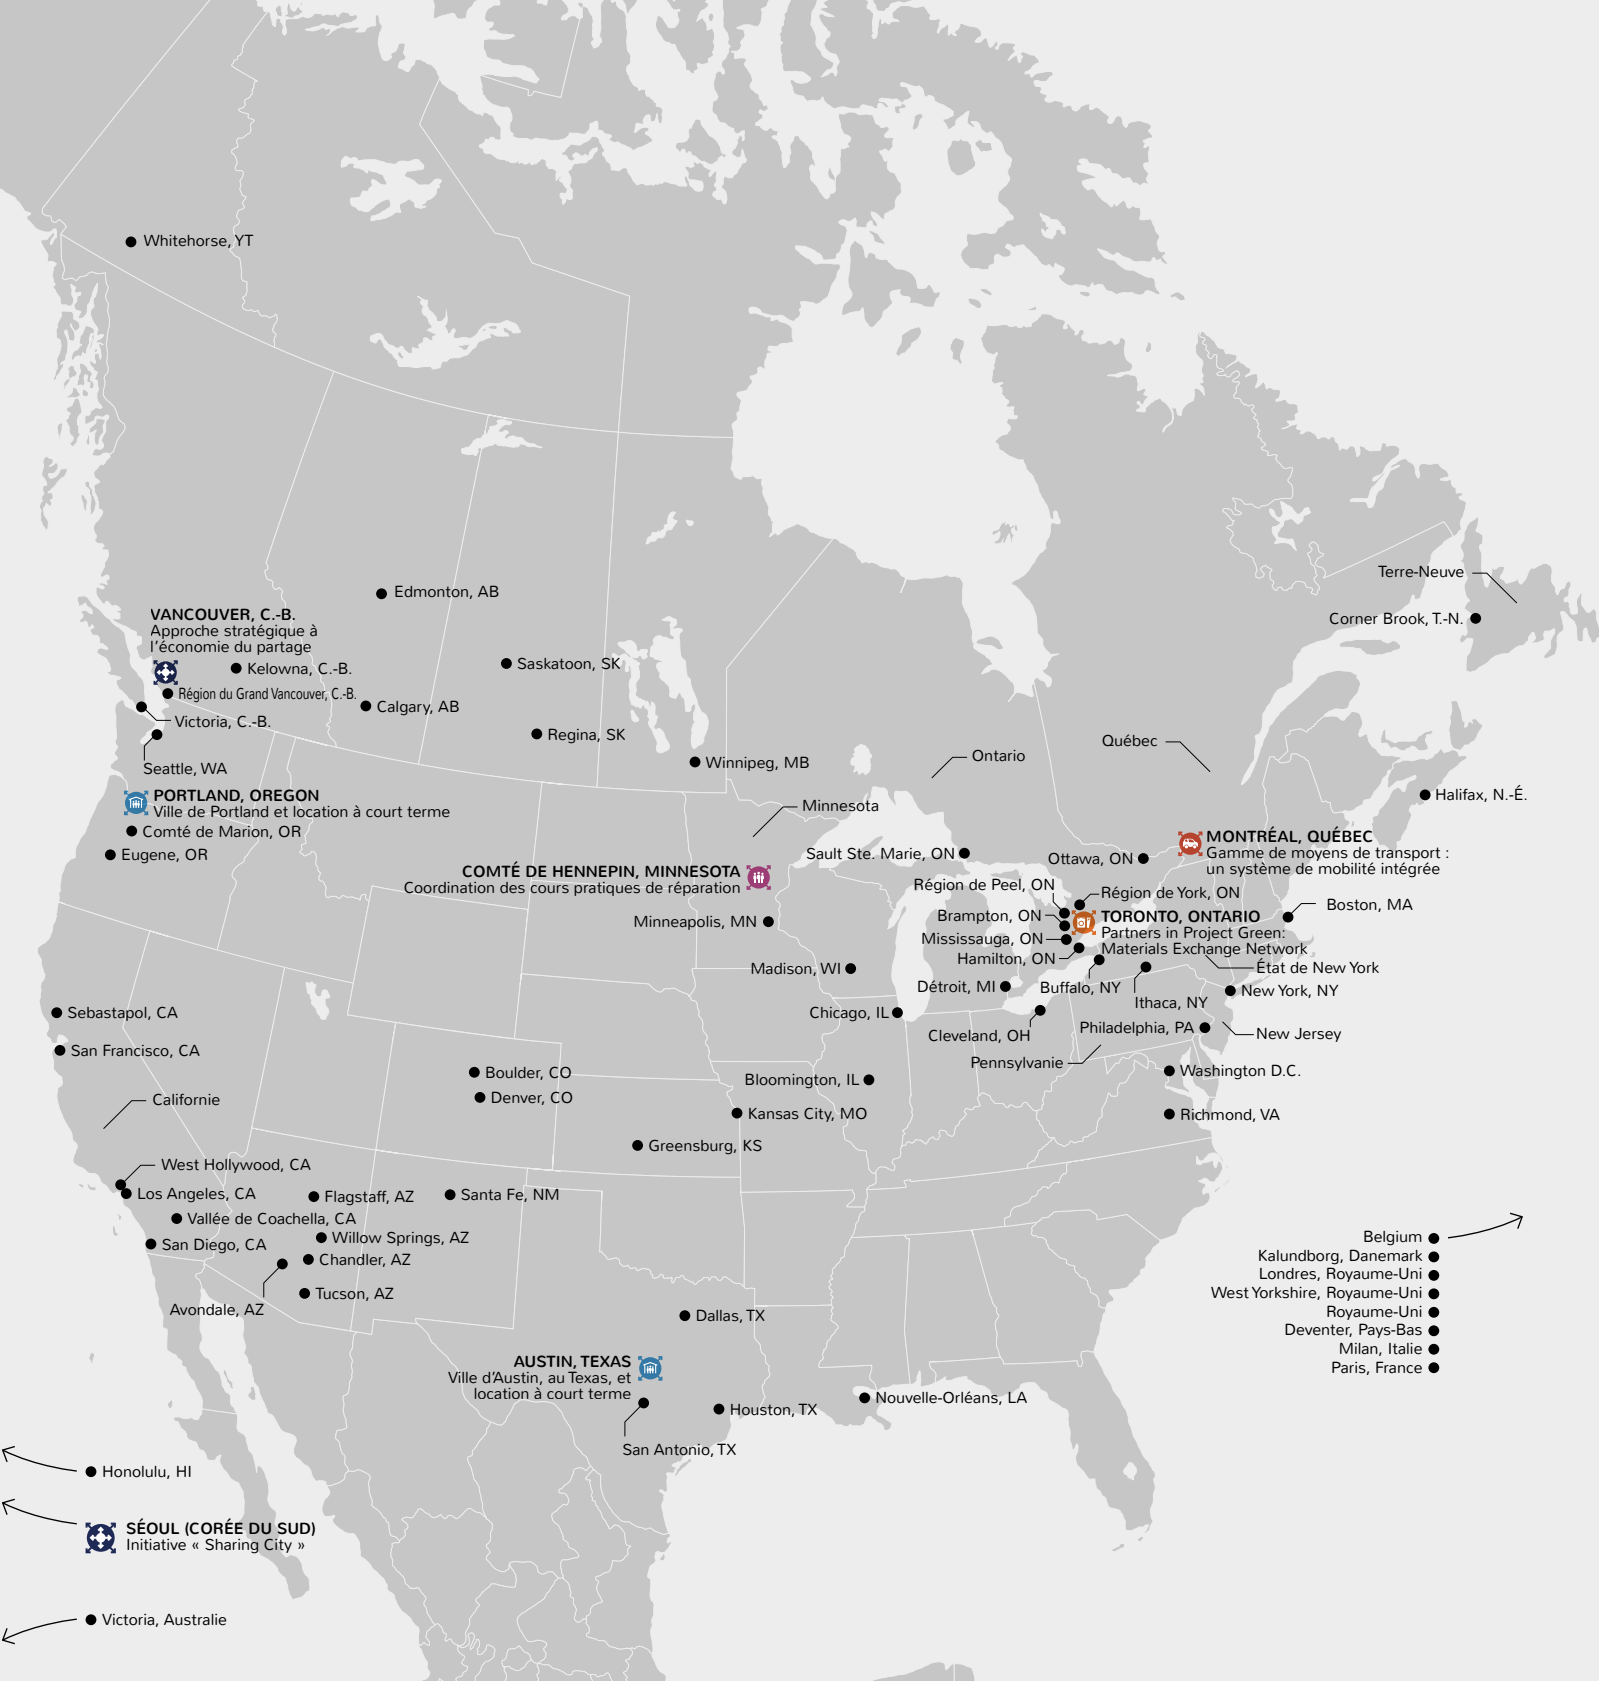 Whitehorse, YT
Terre-Neuve
Edmonton, AB
VANCOUVER, C.-B.
Approche stratégique à
l'économie du partage
Corner Brook, T.-N.
Kelowna, C.-B.
Saskatoon, SK
Région du Grand Vancouver, C.-B.
Calgary, AB
Victoria, C.-B.
Regina, SK
Québec
Ontario
Winnipeg, MB
Seattle, WA
PORTLAND, OREGON
Ville de Portland et location à court terme
Halifax, N.-É.
Minnesota
Comté de Marion, OR
MONTRÉAL, QUÉBEC
Gamme de moyens de transport :
un système de mobilité intégrée
Eugene, OR
Sault Ste. Marie, ON
Ottawa, ON
COMTÉ DE HENNEPIN, MINNESOTA
Coordination des cours pratiques de réparation
Région de Peel, ON
Région de York, ON
Boston, MA
Brampton, ON
TORONTO, ONTARIO
Partners in Project Green:
Materials Exchange Network
Minneapolis, MN
Mississauga, ON
Hamilton, ON
Madison, WI
État de New York
Détroit, MI
Buffalo, NY
New York, NY
Ithaca, NY
Sebastapol, CA
Chicago, IL
Cleveland, OH
Philadelphia, PA
New Jersey
San Francisco, CA
Pennsylvanie
Boulder, CO
Bloomington, IL
Washington D.C.
Denver, CO
Californie
Kansas City, MO
Richmond, VA
Greensburg, KS
West Hollywood, CA
Los Angeles, CA
Flagstaff, AZ
Santa Fe, NM
Vallée de Coachella, CA
Willow Springs, AZ
San Diego, CA
Chandler, AZ
Tucson, AZ
Avondale, AZ
Belgium
Kalundborg, Danemark
Londres, Royaume-Uni
West Yorkshire, Royaume-Uni
Royaume-Uni
Deventer, Pays-Bas
Milan, Italie
Paris, France
Dallas, TX
AUSTIN, TEXAS
Ville d'Austin, au Texas, et
location à court terme
Nouvelle-Orléans, LA
Houston, TX
San Antonio, TX
Honolulu, HI
SÉOUL (CORÉE DU SUD)
Initiative « Sharing City »
Victoria, Australie